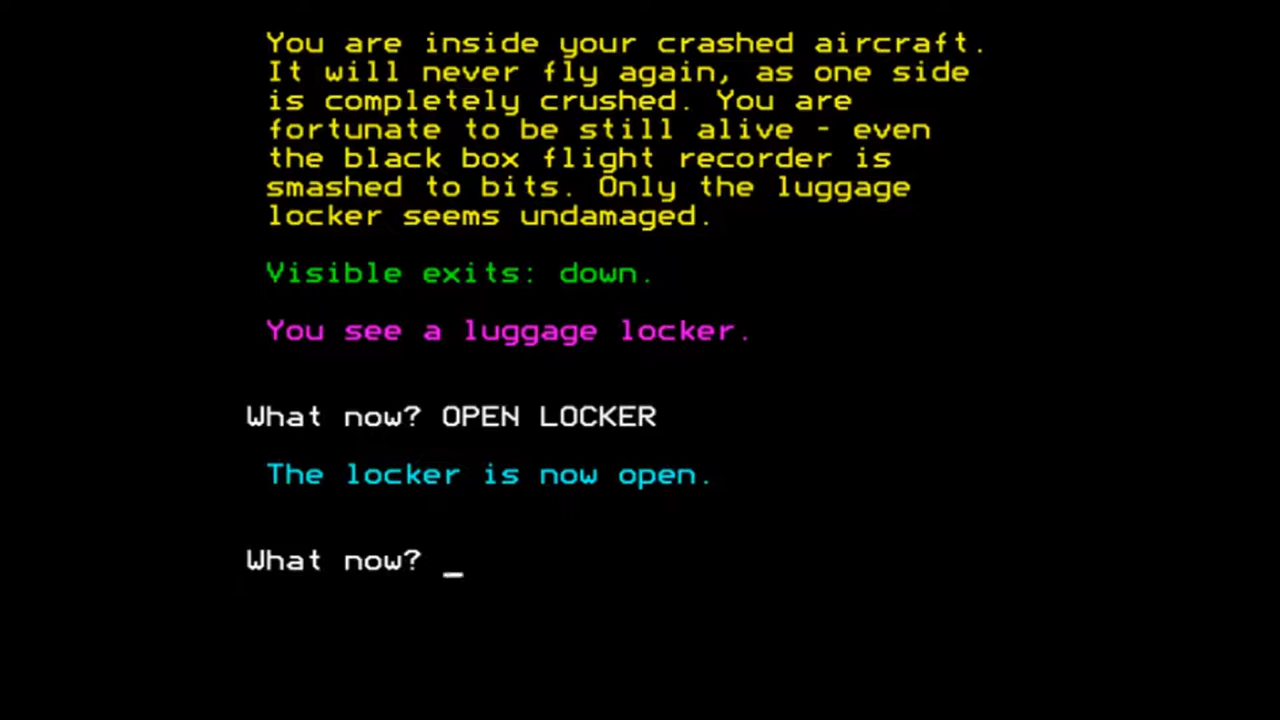 You are inside your crashed aircraft.
It will never fly again, as one side
is completely crushed. You are
fortunate to be still alive - even
the black box flight recorder is
smashed to bits. Only the luggage
locker seems undamaged.
Visible exits: down.
You see a luggage locker.
What now? OPEN LOCKER
The locker is now open.
What now? _